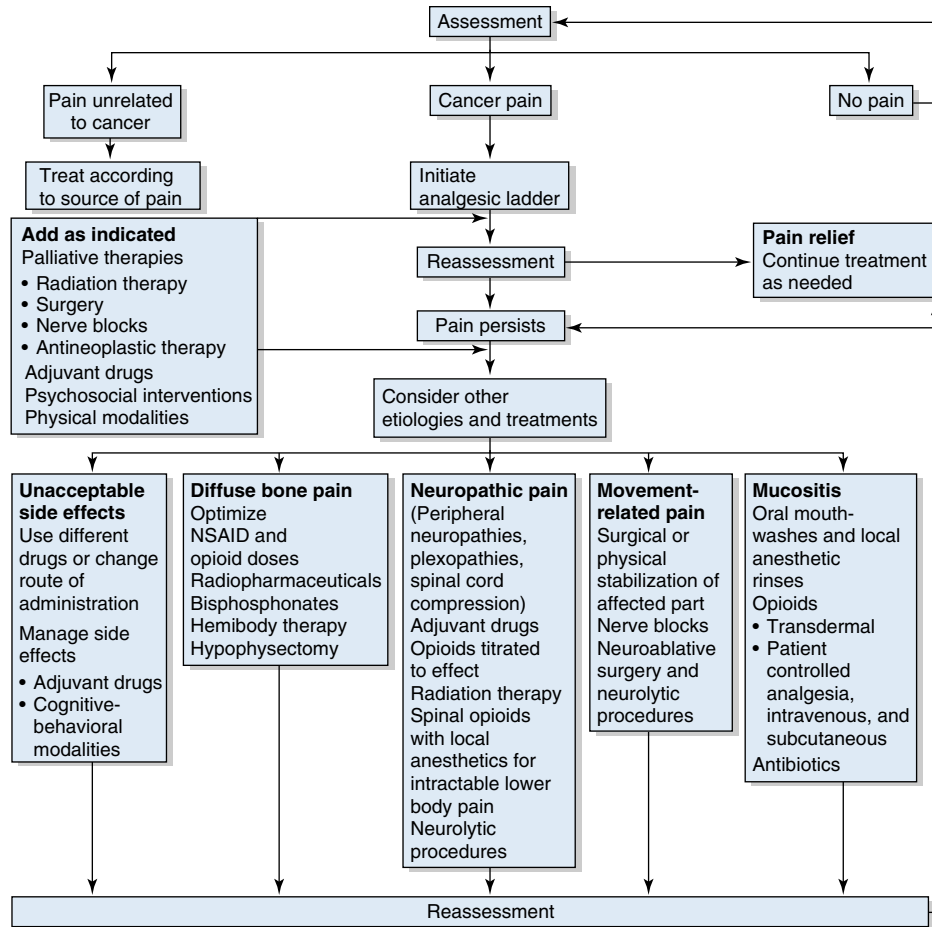 Assessment
Pain unrelated
to cancer
Cancer pain
No pain
Treat according
to source of pain
Initiate
analgesic ladder
Add as indicated
Palliative therapies
• Radiation therapy
• Surgery
• Nerve blocks
• Antineoplastic therapy
Adjuvant drugs
Psychosocial interventions
Physical modalities
Reassessment
Pain relief
Continue treatment
as needed
Pain persists
Consider other
etiologies and treatments
Unacceptable
side effects
Use different
drugs or change
route of
administration
Manage side
effects
• Adjuvant drugs
• Cognitive-
behavioral
modalities
Diffuse bone pain
Optimize
NSAID and
opioid doses
Radiopharmaceuticals
Bisphosphonates
Hemibody therapy
Hypophysectomy
Neuropathic pain
(Peripheral
neuropathies,
plexopathies,
spinal cord
compression)
Adjuvant drugs
Opioids titrated
to effect
Radiation therapy
Spinal opioids
with local
anesthetics for
intractable lower
body pain
Neurolytic
procedures
Movement-
related pain
Surgical or
physical
stabilization of
affected part
Nerve blocks
Neuroablative
surgery and
neurolytic
procedures
Mucositis
Oral mouth-
washes and local
anesthetic
rinses
Opioids
• Transdermal
• Patient
controlled
analgesia,
intravenous, and
subcutaneous
Antibiotics
Reassessment